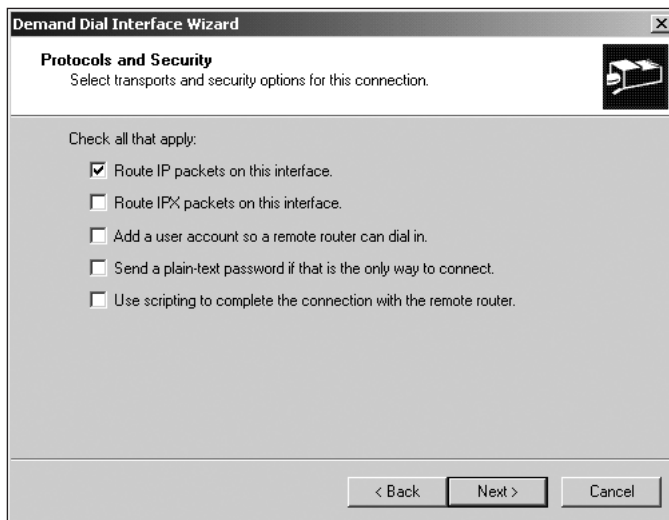 Demand Dial Interface Wizard
Protocols and Security
Select transports and security options for this connection.
Check all that apply:
Route IP packets on this interface.
Route IPX packets on this interface.
Add a user account so a remote router can dial in.
Send a plain-text password if that is the only way to connect.
Use scripting to complete the connection with the remote router.
< Back Next > Cancel